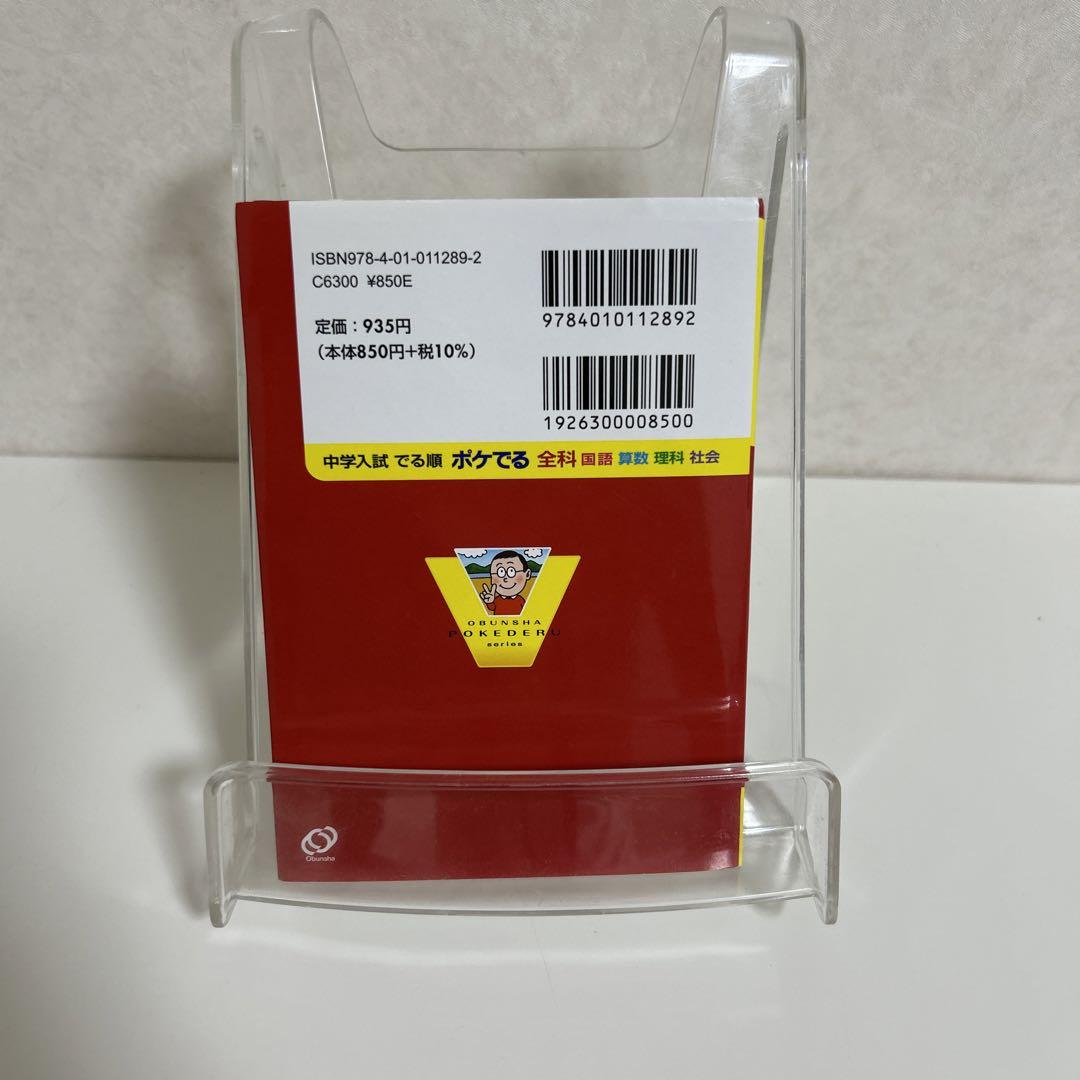 ISBN978-4-01-011289-2
C6300 ¥850E
定価：935円
（本体850円+税10%）
9784010112892
1926300008500
中学入試 でる順 ポケでる 全科 国語 算数 理科 社会
OBUNSHA
POKEDERU
series
Obunsha